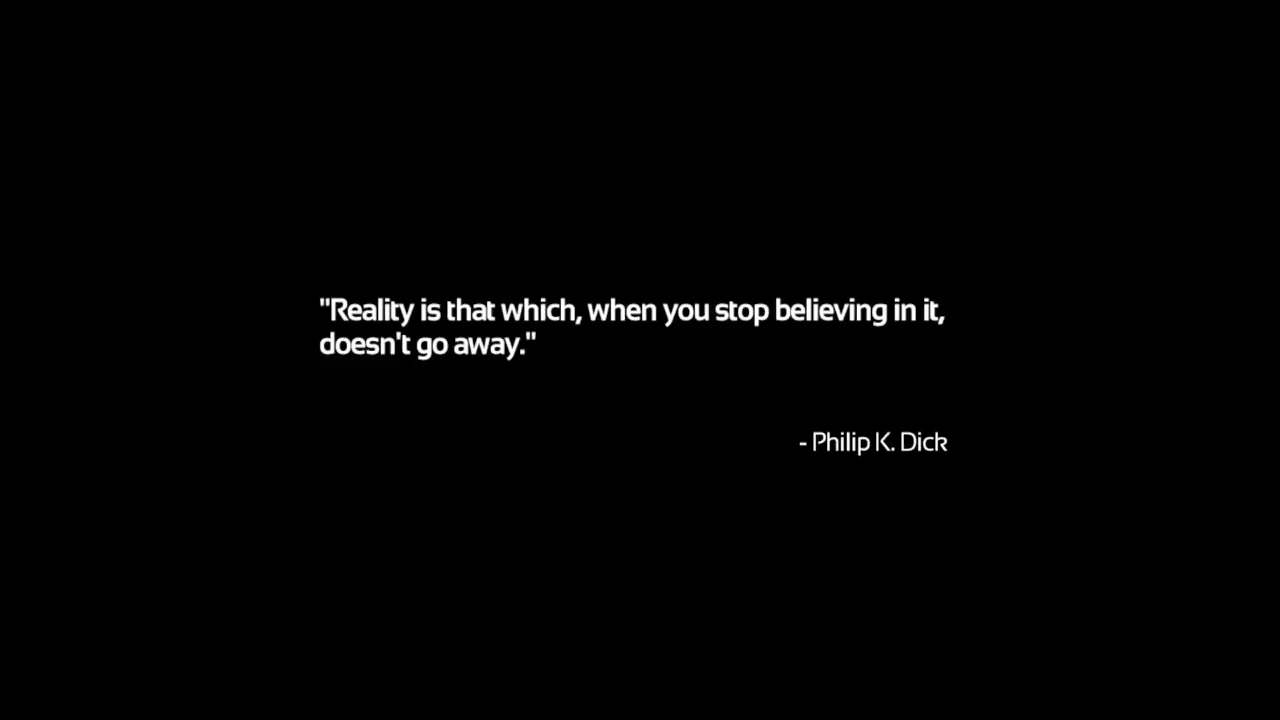 "Reality is that which, when you stop believing in it,
doesn't go away."
- Philip K. Dick